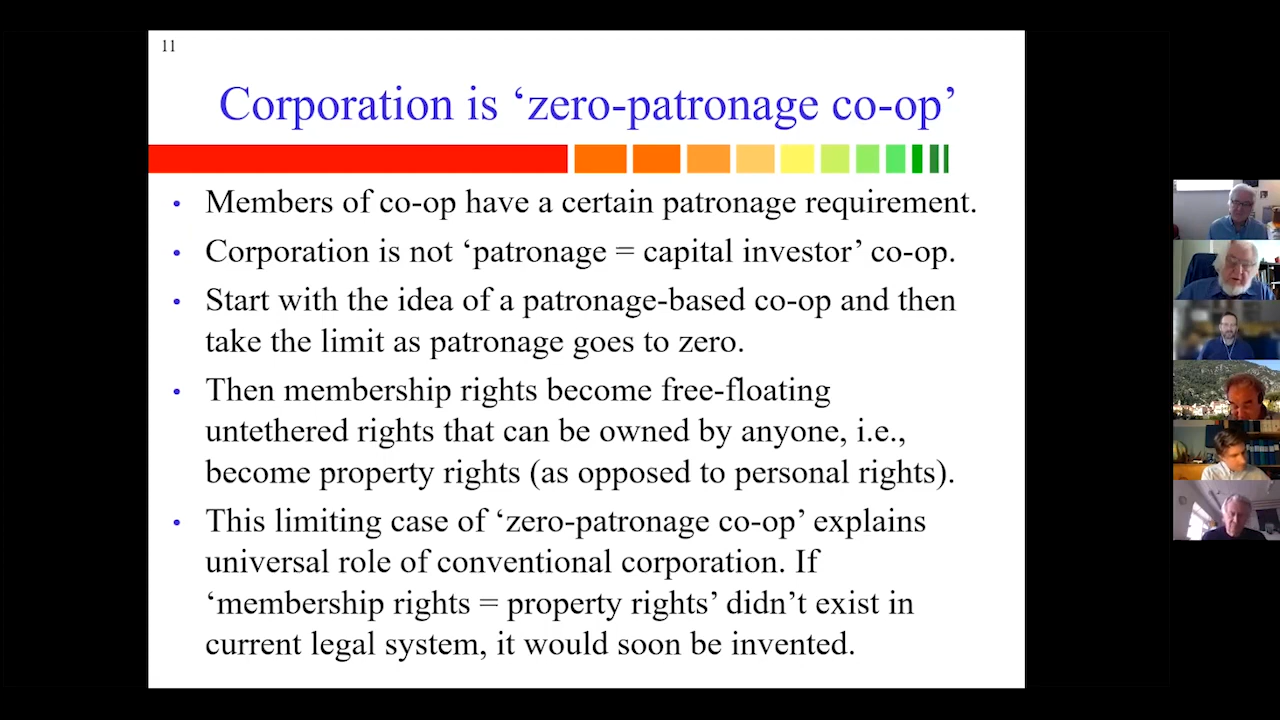 11
Corporation is ‘zero-patronage co-op’
• Members of co-op have a certain patronage requirement.
• Corporation is not ‘patronage = capital investor’ co-op.
• Start with the idea of a patronage-based co-op and then
take the limit as patronage goes to zero.
• Then membership rights become free-floating
untethered rights that can be owned by anyone, i.e.,
become property rights (as opposed to personal rights).
• This limiting case of ‘zero-patronage co-op’ explains
universal role of conventional corporation. If
‘membership rights = property rights’ didn’t exist in
current legal system, it would soon be invented.